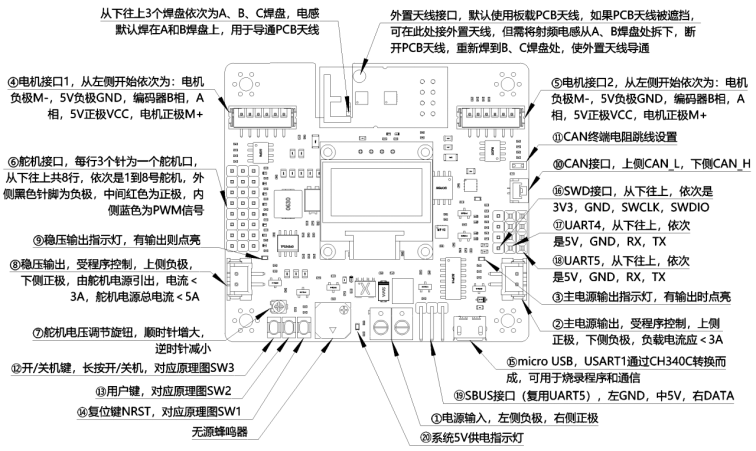 从下往上3个焊盘依次为A、B、C焊盘，电感
默认焊在A和B焊盘上，用于导通PCB天线
外置天线接口，默认使用板载PCB天线，如果PCB天线被遮挡，
可在此处接外置天线，但需将射频电感从A、B焊盘处拆下，断
开PCB天线，重新焊到B、C焊盘处，使外置天线导通
④电机接口1，从左侧开始依次为：电机
负极M-，5V负极GND，编码器B相，A
相，5V正极VCC，电机正极M+
⑤电机接口2，从左侧开始依次为：电机
负极M-，5V负极GND，编码器B相，A
相，5V正极VCC，电机正极M+
⑪CAN终端电阻跳线设置
⑩CAN接口，上侧CAN_L，下侧CAN_H
⑥舵机接口，每行3个针为一个舵机口，
从下往上共8行，依次是1到8号舵机，外
侧黑色针脚为负极，中间红色为正极，内
侧蓝色为PWM信号
⑯SWD接口，从下往上，依次是
3V3，GND，SWCLK，SWDIO
⑰UART4，从下往上，依次
是5V，GND，RX，TX
⑱UART5，从下往上，依次
是5V，GND，RX，TX
⑨稳压输出指示灯，有输出则点亮
⑧稳压输出，受程序控制，上侧负极，
下侧正极，由舵机电源引出，电流＜
3A，舵机电源总电流＜5A
③主电源输出指示灯，有输出时点亮
②主电源输出，受程序控制，上侧
正极，下侧负极，负载电流应＜3A
⑦舵机电压调节旋钮，顺时针增大，
逆时针减小
⑮micro USB，USART1通过CH340C转换而
成，可用于烧录程序和通信
⑫开/关机键，长按开/关机，对应原理图SW3
⑬用户键，对应原理图SW2
⑲SBUS接口（复用UART5），左GND，中5V，右DATA
⑭复位键NRST，对应原理图SW1
①电源输入，左侧负极，右侧正极
无源蜂鸣器
⑳系统5V供电指示灯